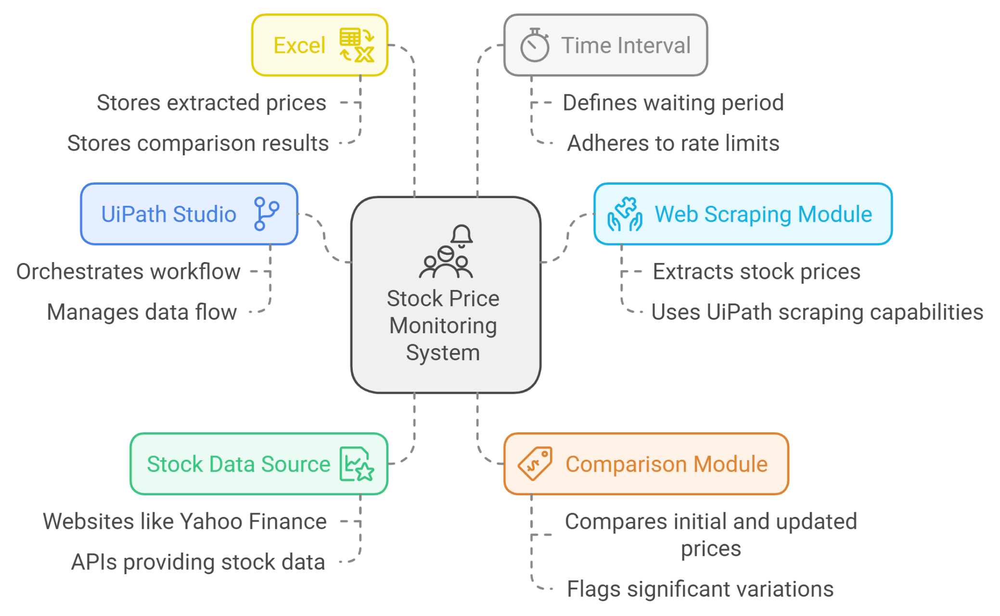 Excel
Time Interval
Stores extracted prices
Defines waiting period
Stores comparison results
Adheres to rate limits
UiPath Studio
Web Scraping Module
Orchestrates workflow
Extracts stock prices
Manages data flow
Uses UiPath scraping capabilities
Stock Price
Monitoring
System
Stock Data Source
Comparison Module
Websites like Yahoo Finance
Compares initial and updated
prices
APIs providing stock data
Flags significant variations